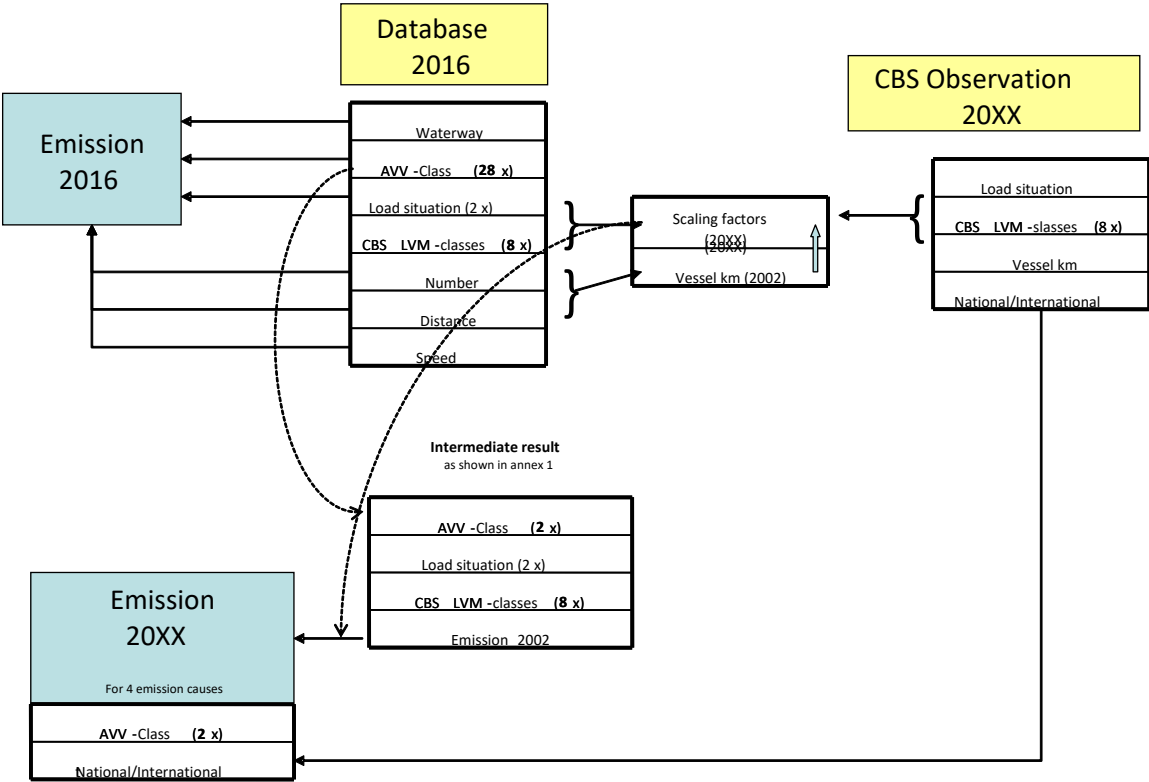 Database
2016
CBS Observation
20XX
Emission
2016
Waterway
AVV -Class (28 x)
Load situation (2 x)
CBS LVM -classes (8 x)
Number
Distance
Speed
Scaling factors
(20XX)
(20XX)
Vessel km (2002)
Load situation
CBS LVM -slasses (8 x)
Vessel km
National/International
Intermediate result
as shown in annex 1
AVV -Class (2 x)
Load situation (2 x)
CBS LVM -classes (8 x)
Emission 2002
Emission
20XX
For 4 emission causes
AVV -Class (2 x)
National/International